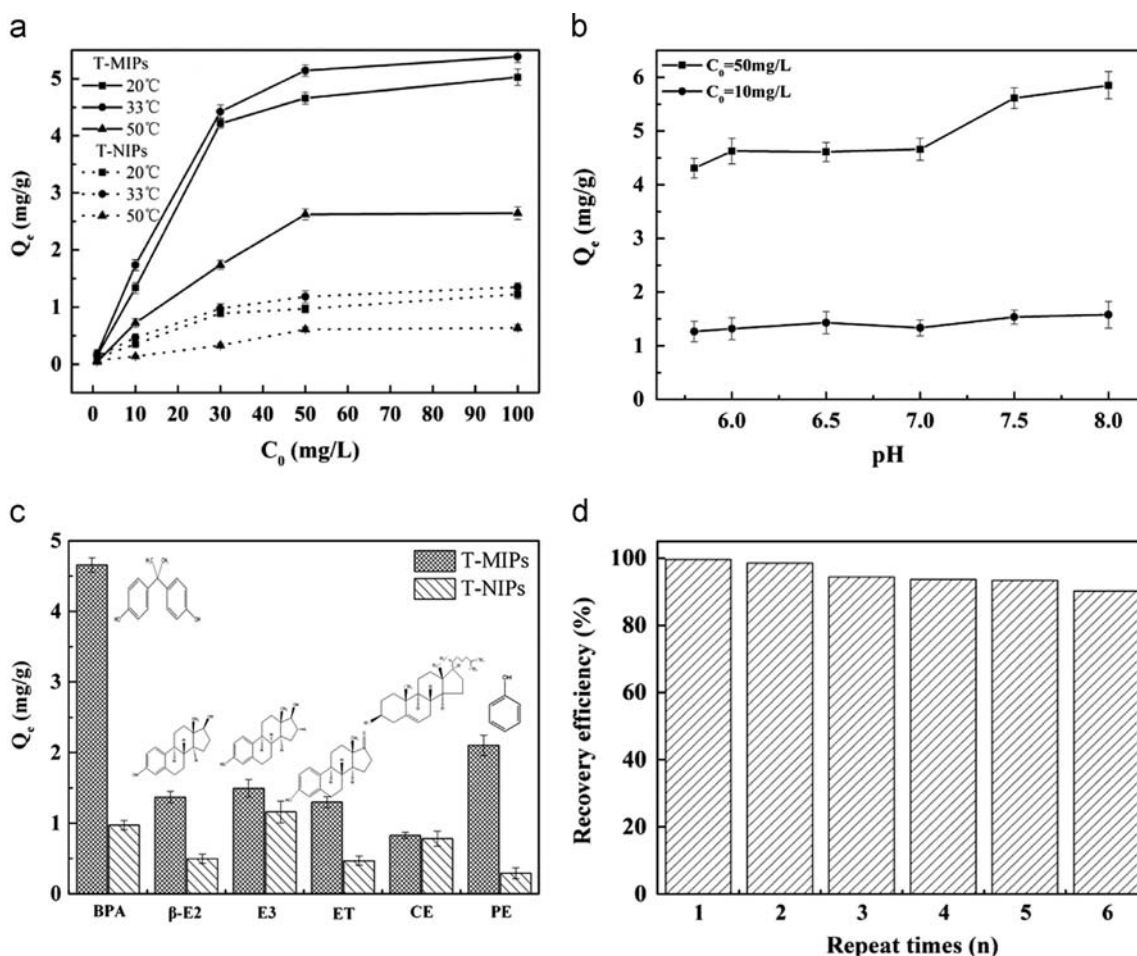 a
T-MIPs
20℃
33℃
50℃
T-NIPs
20℃
33℃
50℃
Qe (mg/g)
5
4
3
2
1
0
0 10 20 30 40 50 60 70 80 90 100
C0 (mg/L)
b
C0=50mg/L
C0=10mg/L
Qe (mg/g)
6
5
4
3
2
1
0
6.0 6.5 7.0 7.5 8.0
pH
c
T-MIPs
T-NIPs
Qe (mg/g)
5
4
3
2
1
0
OH
BPA β-E2 E3 ET CE PE
d
Recovery efficiency (%)
100
80
60
40
20
0
1 2 3 4 5 6
Repeat times (n)